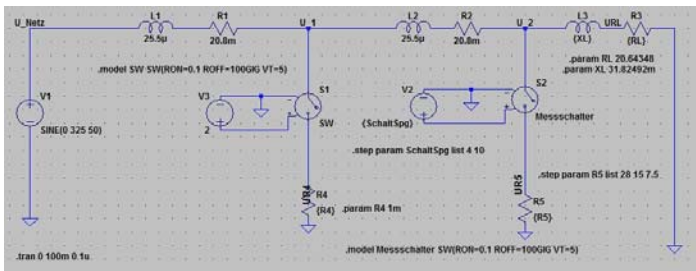 U_Netz
L1
25.5µ
R1
20.8m
U_1
L2
25.5µ
R2
20.8m
U_2
L3
{XL}
URL
R3
{RL}
.param RL 20.64348
.param XL 31.82492m
.model SW SW(RON=0.1 ROFF=100GIG VT=5)
V1
SINE(0 325 50)
V3
2
S1
SW
V2
{SchaltSpg}
S2
Messschalter
.step param SchaltSpg list 4 10
.step param R5 list 28 15 7.5
UR4
R4
{R4}
.param R4 1m
UR5
R5
{R5}
.tran 0 100m 0.1u
.model Messschalter SW(RON=0.1 ROFF=100GIG VT=5)